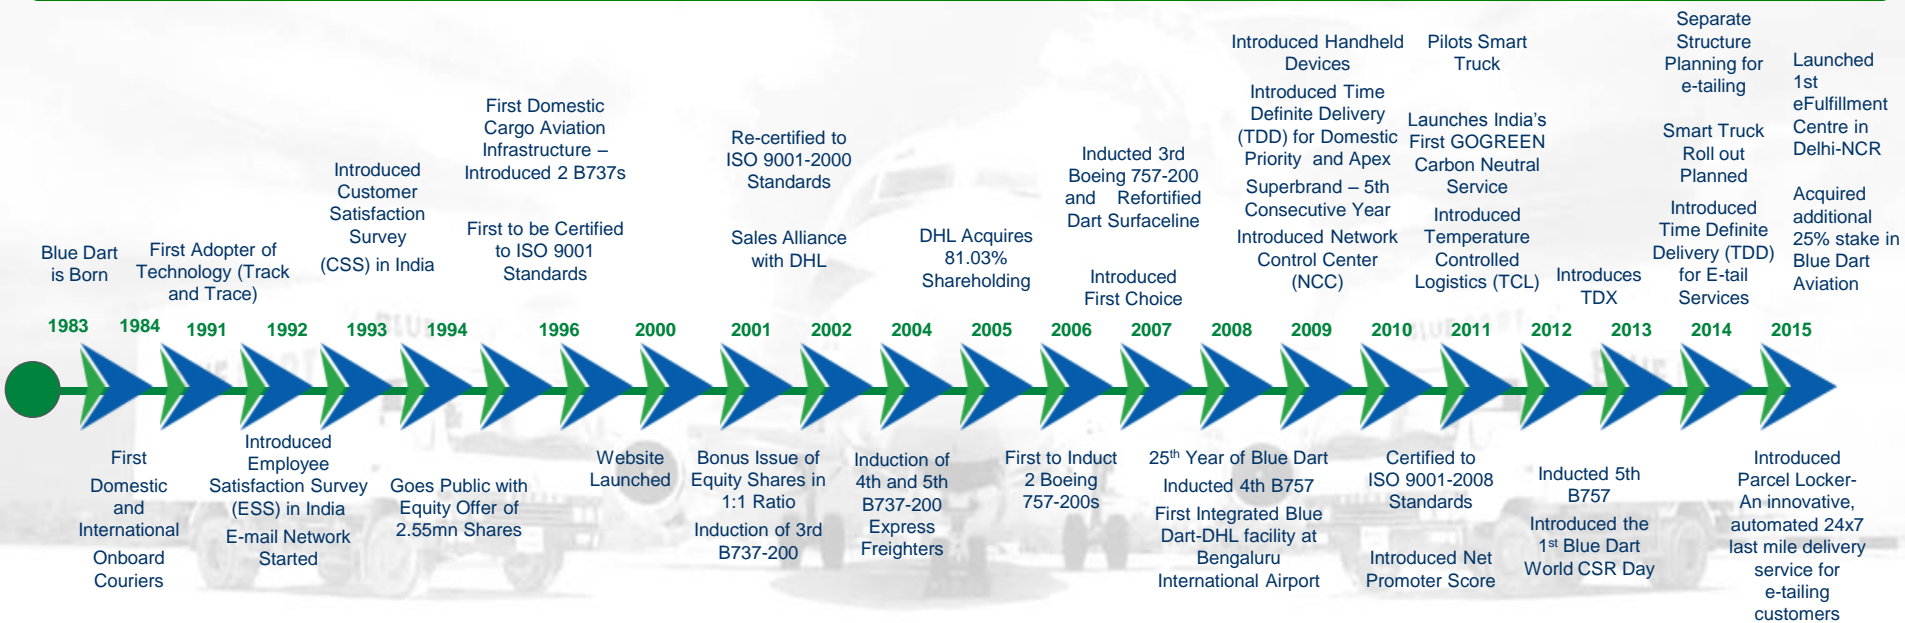 Blue Dart
is Born
First Adopter of
Technology (Track
and Trace)
Introduced
Customer
Satisfaction
Survey
(CSS) in India
First Domestic
Cargo Aviation
Infrastructure –
Introduced 2 B737s
First to be Certified
to ISO 9001
Standards
Re-certified to
ISO 9001-2000
Standards
Sales Alliance
with DHL
DHL Acquires
81.03%
Shareholding
Inducted 3rd
Boeing 757-200
and Refortified
Dart Surfaceline
Introduced
First Choice
Introduced Handheld
Devices
Introduced Time
Definite Delivery
(TDD) for Domestic
Priority and Apex
Superbrand – 5th
Consecutive Year
Introduced Network
Control Center
(NCC)
Pilots Smart
Truck
Launches India's
First GOGREEN
Carbon Neutral
Service
Introduced
Temperature
Controlled
Logistics (TCL)
Introduces
TDX
Separate
Structure
Planning for
e-tailing
Smart Truck
Roll out
Planned
Introduced
Time Definite
Delivery (TDD)
for E-tail
Services
Launched
1st
eFulfillment
Centre in
Delhi-NCR
Acquired
additional
25% stake in
Blue Dart
Aviation
1983 1984 1991 1992 1993 1994 1996 2000 2001 2002 2004 2005 2006 2007 2008 2009 2010 2011 2012 2013 2014 2015
First
Domestic
and
International
Onboard
Couriers
Introduced
Employee
Satisfaction Survey
(ESS) in India
E-mail Network
Started
Goes Public with
Equity Offer of
2.55mn Shares
Website
Launched
Bonus Issue of
Equity Shares in
1:1 Ratio
Induction of 3rd
B737-200
Induction of
4th and 5th
B737-200
Express
Freighters
First to Induct
2 Boeing
757-200s
25th Year of Blue Dart
Inducted 4th B757
First Integrated Blue
Dart-DHL facility at
Bengaluru
International Airport
Certified to
ISO 9001-2008
Standards
Introduced Net
Promoter Score
Inducted 5th
B757
Introduced the
1st Blue Dart
World CSR Day
Introduced
Parcel Locker-
An innovative,
automated 24x7
last mile delivery
service for
e-tailing
customers